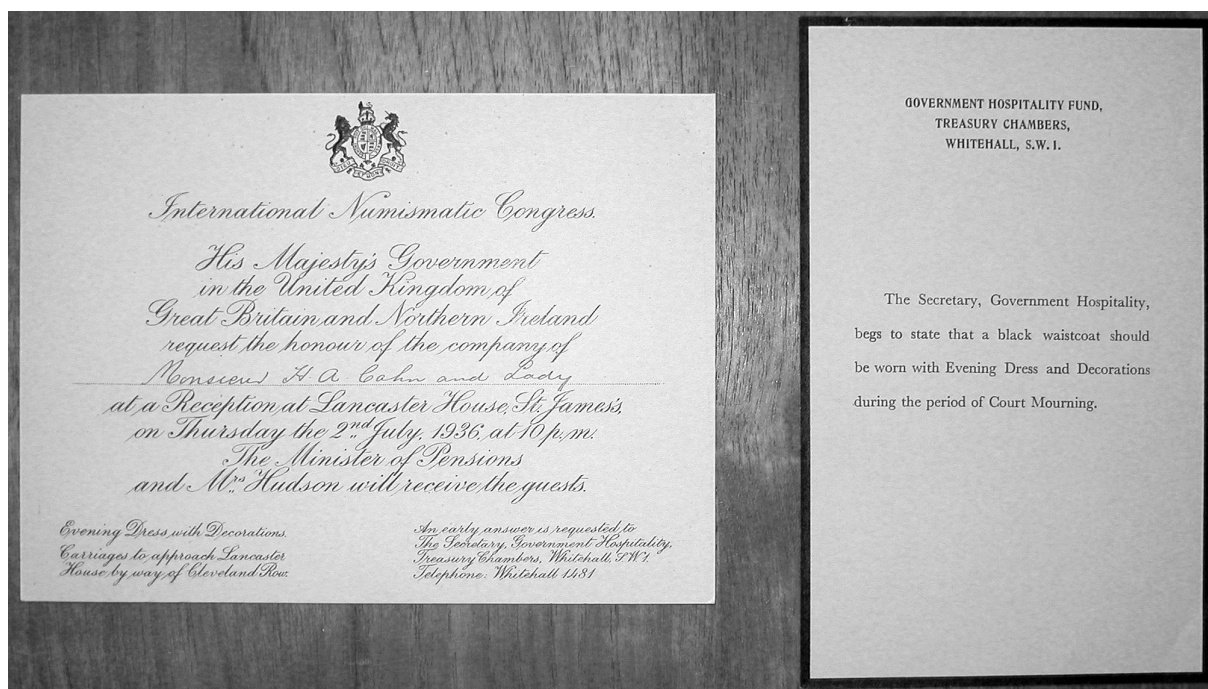 International Numismatic Congress.
His Majesty's Government
in the United Kingdom of
Great Britain and Northern Ireland
request the honour of the company of
Monsieur H. A. Cahn and Lady
at a Reception at Lancaster House, St. James's,
on Thursday the 2nd July, 1936, at 10 p.m.
The Minister of Pensions
and Mrs Hudson will receive the guests.
Evening Dress with Decorations.
Carriages to approach Lancaster
House by way of Cleveland Row.
An early answer is requested to
The Secretary, Government Hospitality,
Treasury Chambers, Whitehall, S.W.1.
Telephone: Whitehall 1481
GOVERNMENT HOSPITALITY FUND,
TREASURY CHAMBERS,
WHITEHALL, S.W. 1.
The Secretary, Government Hospitality,
begs to state that a black waistcoat should
be worn with Evening Dress and Decorations
during the period of Court Mourning.